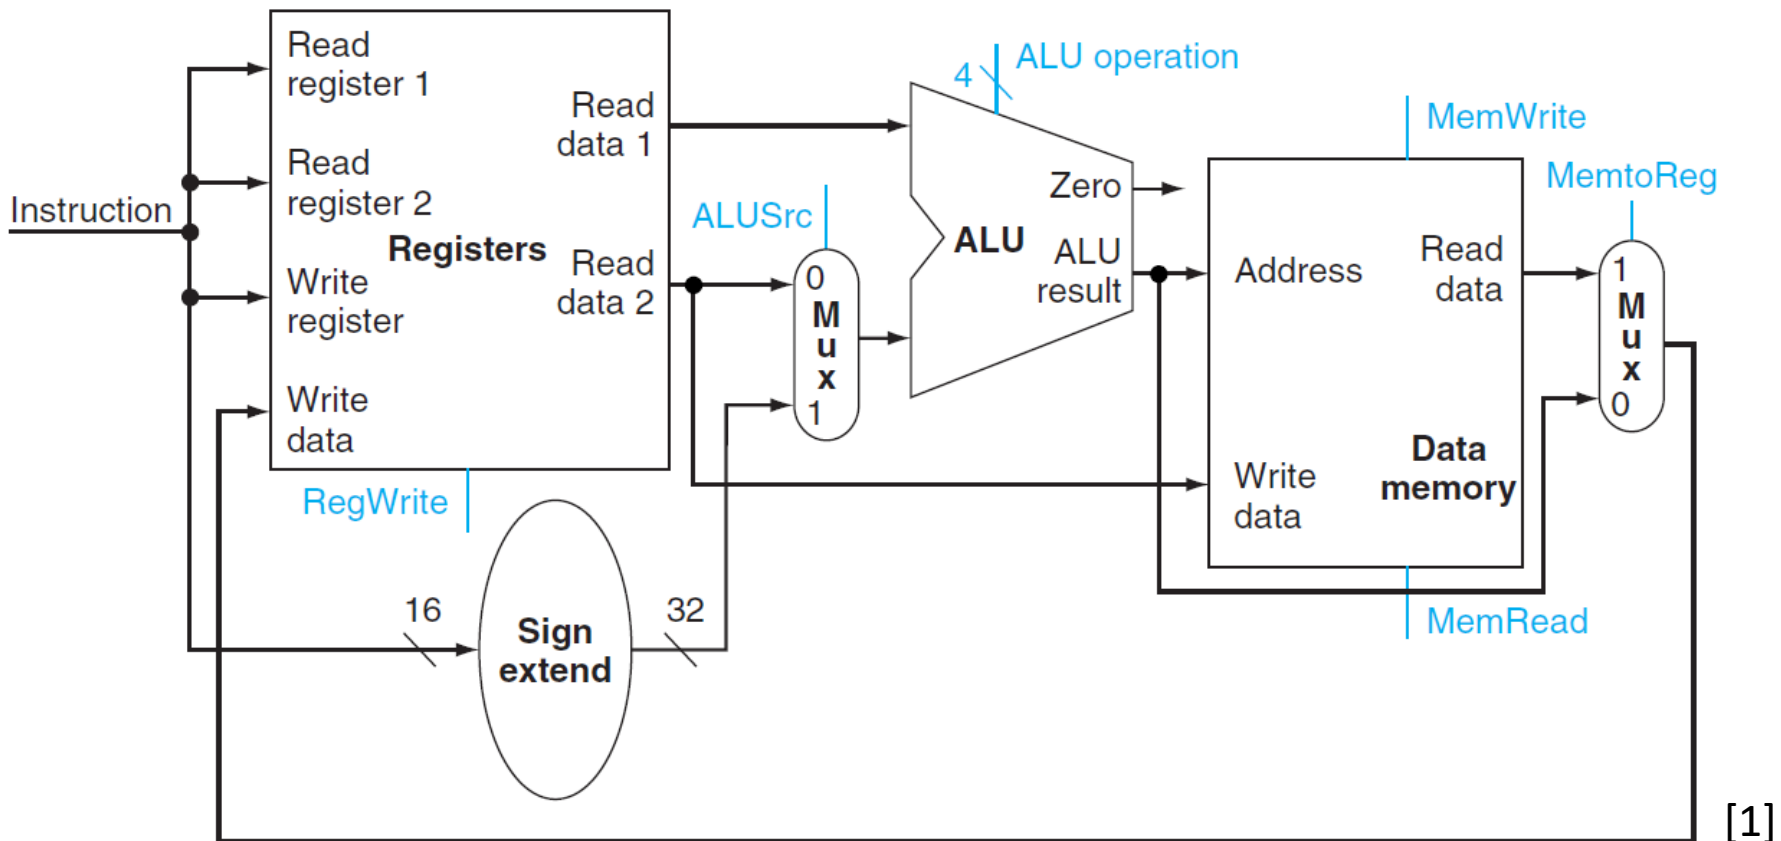 Instruction
Read
register 1
Read
register 2
Write
register
Write
data
Registers
Read
data 1
Read
data 2
RegWrite
16
Sign
extend
32
ALUSrc
0
M
u
x
1
4
ALU operation
Zero
ALU
ALU
result
MemWrite
Address
Read
data
Write
data
Data
memory
MemRead
MemtoReg
1
M
u
x
0
[1]